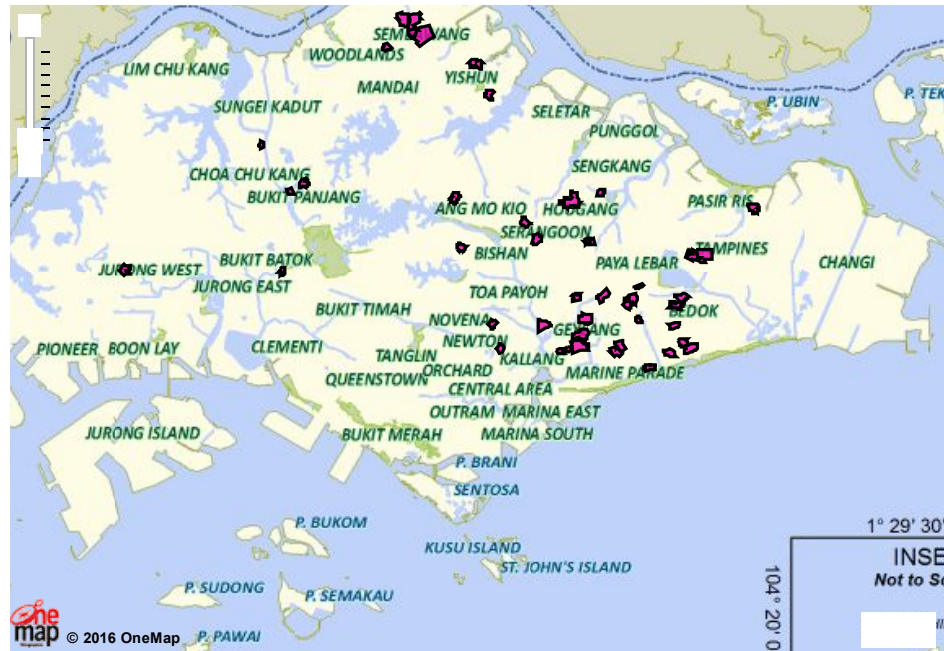 SEMBAWANG
WOODLANDS
LIM CHU KANG
YISHUN
MANDAI
SUNGEI KADUT
P. UBIN
P. TEK
SELETAR
PUNGGOL
SENGKANG
CHOA CHU KANG
BUKIT PANJANG
ANG MO KIO
HOUGANG
PASIR RIS
SERANGOON
BISHAN
TAMPINES
JURONG WEST
BUKIT BATOK
PAYA LEBAR
CHANGI
JURONG EAST
TOA PAYOH
BUKIT TIMAH
NOVENA
BEDOK
GEYLANG
NEWTON
PIONEER
BOON LAY
CLEMENTI
TANGLIN
KALLANG
ORCHARD
MARINE PARADE
QUEENSTOWN
CENTRAL AREA
OUTRAM
MARINA EAST
JURONG ISLAND
BUKIT MERAH
MARINA SOUTH
P. BRANI
SENTOSA
P. BUKOM
KUSU ISLAND
ST. JOHN'S ISLAND
P. SUDONG
P. SEMAKAU
P. PAWAI
1° 29' 30'
INSE
Not to Sc
104° 20' 0
One
map
© 2016 OneMap